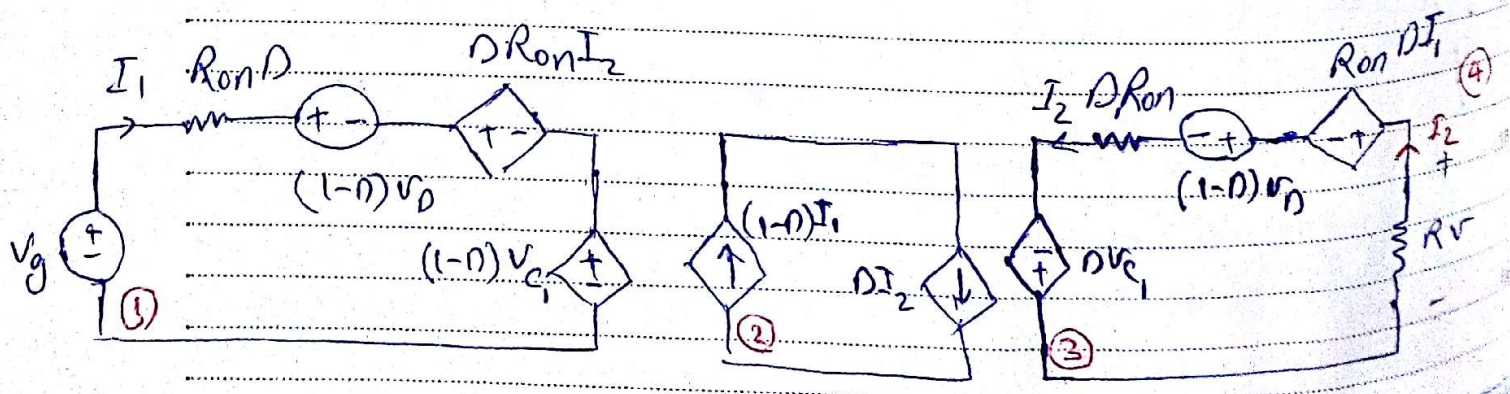 I₁ RonD DRonI₂ I₂ DRon RonDI₁ ④
+ - + - - + - + I₂
(1-D)VD (1-D)VD +
Vg + - (1-D)VC₁ + - (1-D)I₁ DI₂ - + DVC₁ RV
-
① ② ③